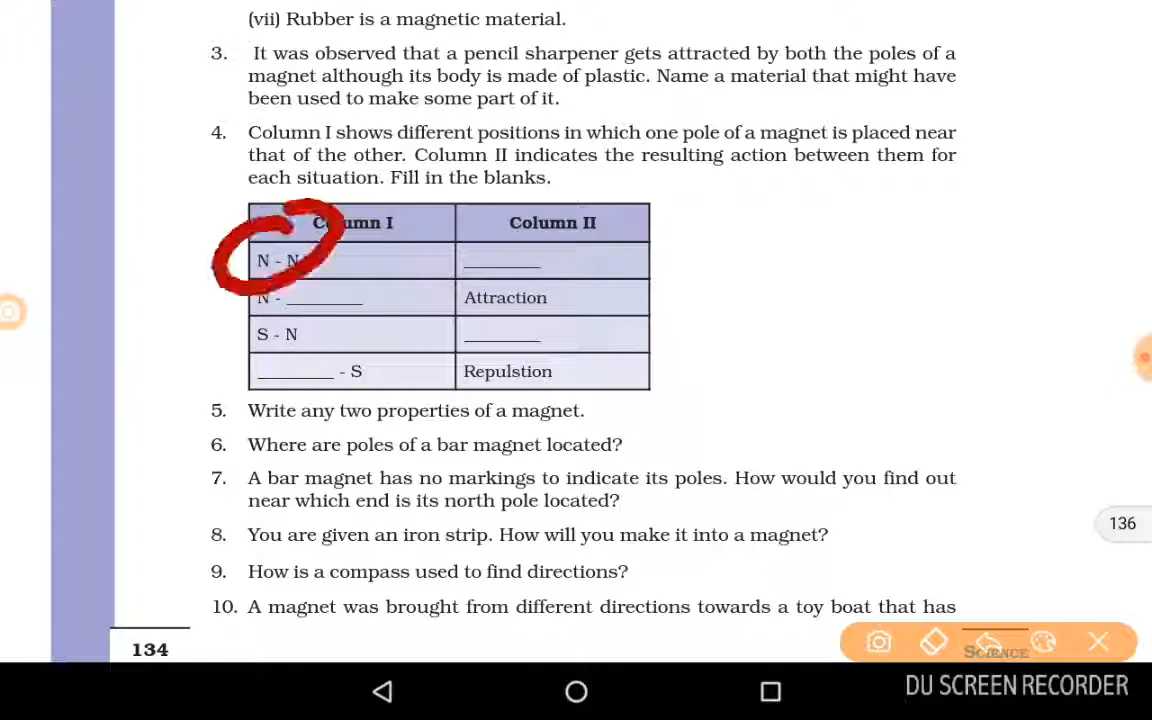 (vii) Rubber is a magnetic material.
3. It was observed that a pencil sharpener gets attracted by both the poles of a
magnet although its body is made of plastic. Name a material that might have
been used to make some part of it.
4. Column I shows different positions in which one pole of a magnet is placed near
that of the other. Column II indicates the resulting action between them for
each situation. Fill in the blanks.
Column I Column II
N - N ________
N - ________ Attraction
S - N ________
________ - S Repulstion
5. Write any two properties of a magnet.
6. Where are poles of a bar magnet located?
7. A bar magnet has no markings to indicate its poles. How would you find out
near which end is its north pole located?
136
8. You are given an iron strip. How will you make it into a magnet?
9. How is a compass used to find directions?
10. A magnet was brought from different directions towards a toy boat that has
134
SCIENCE
DU SCREEN RECORDER